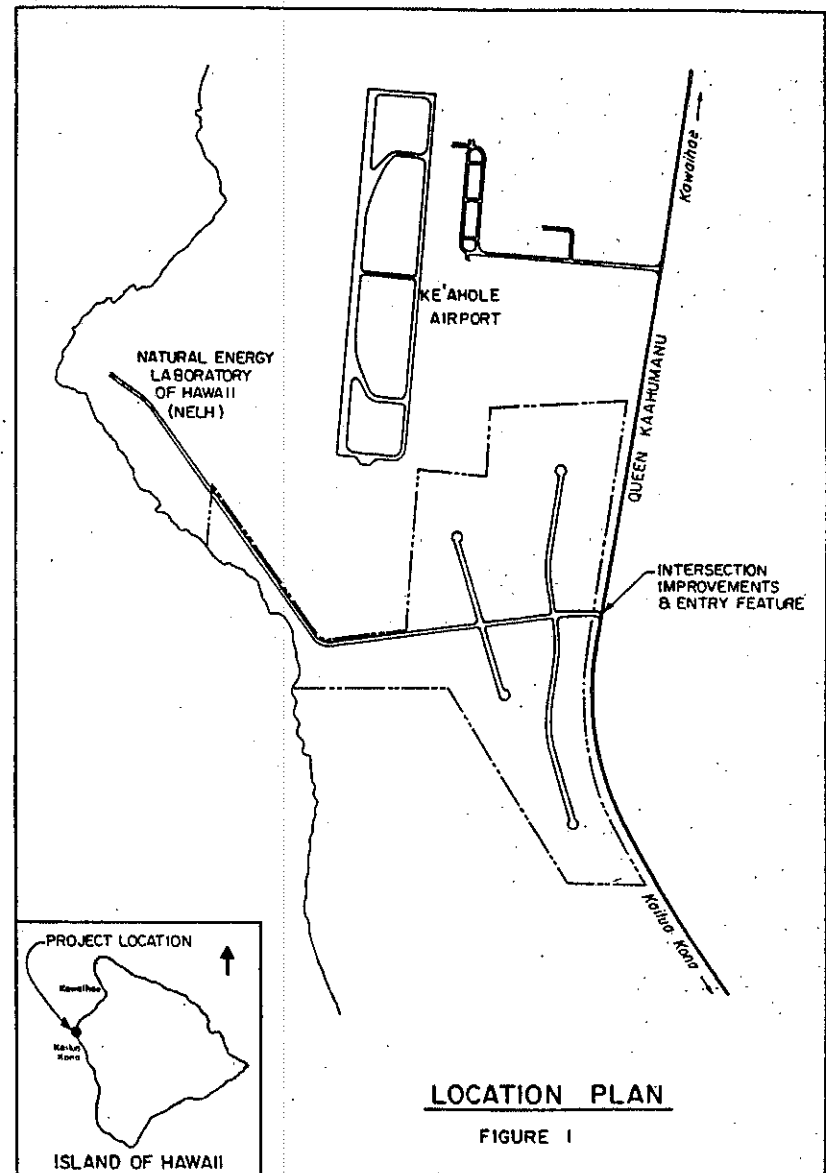 Kawaihae
KE'AHOLE
AIRPORT
NATURAL ENERGY
LABORATORY
OF HAWAII
(NELH)
QUEEN KAAHUMANU
INTERSECTION
IMPROVEMENTS
& ENTRY FEATURE
Kailua Kona
PROJECT LOCATION
Kawaihae
Kailua
Kona
ISLAND OF HAWAII
LOCATION PLAN
FIGURE 1